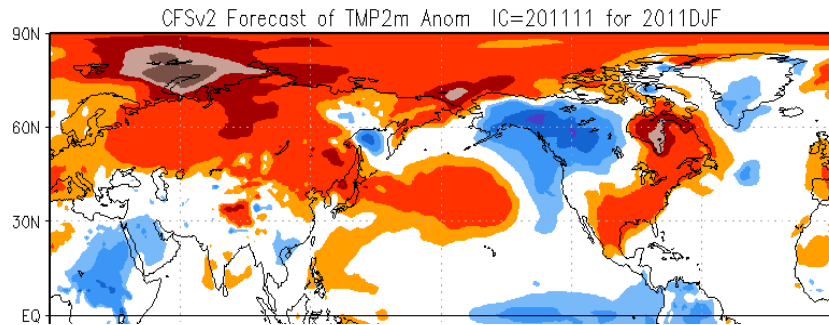 CFSv2 Forecast of TMP2m Anom IC=201111 for 2011DJF
90N
60N
30N
EQ